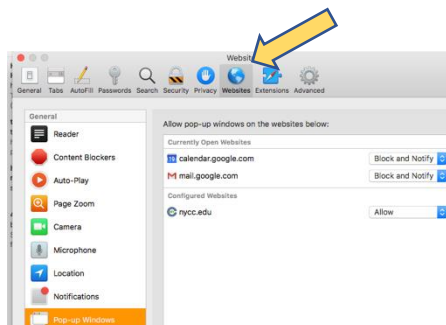 Websit
General Tabs AutoFill Passwords Search Security Privacy Websites Extensions Advanced
General
Reader
Content Blockers
Auto-Play
Page Zoom
Camera
Microphone
Location
Notifications
Pop-up Windows
Allow pop-up windows on the websites below:
Currently Open Websites
calendar.google.com Block and Notify
mail.google.com Block and Notify
Configured Websites
nycc.edu Allow